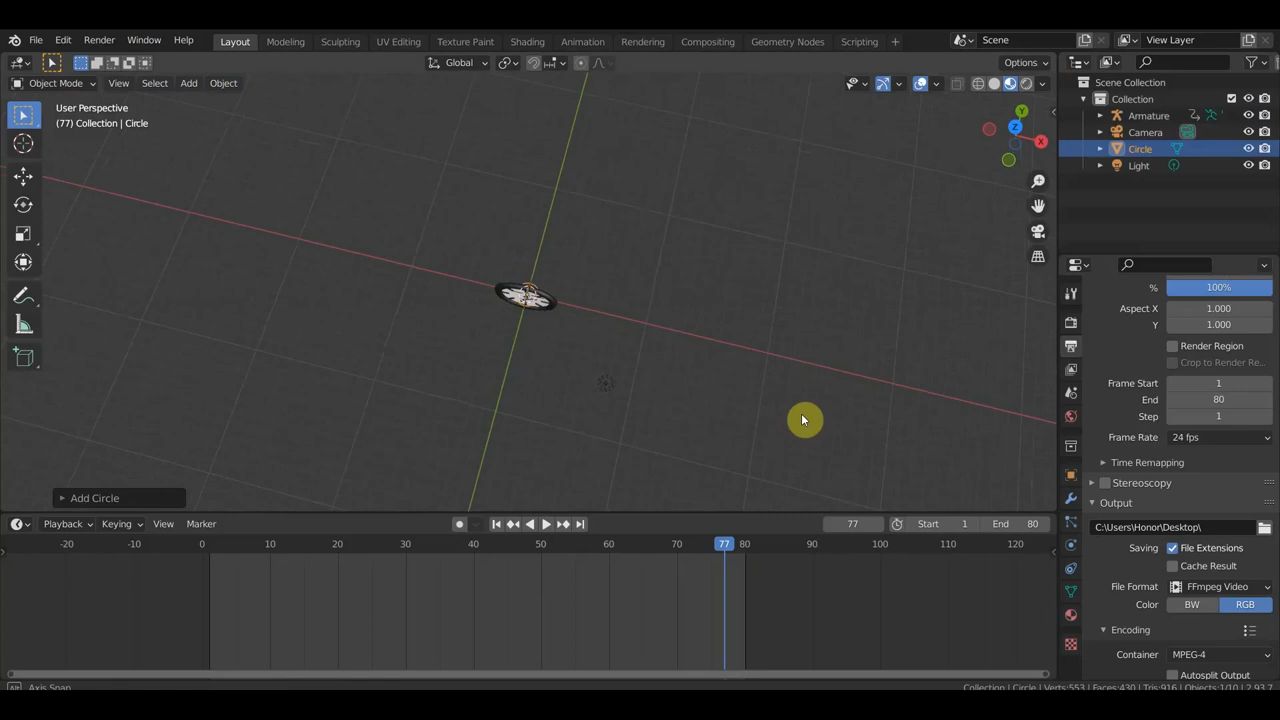 File Edit Render Window Help Layout Modeling Sculpting UV Editing Texture Paint Shading Animation Rendering Compositing Geometry Nodes Scripting + Scene View Layer
Global Options
Object Mode View Select Add Object
User Perspective
(77) Collection | Circle
Y
Z
X
Scene Collection
Collection
Armature
Camera
Circle
Light
% 100%
Aspect X 1.000
Y 1.000
Render Region
Crop to Render Re...
Frame Start 1
End 80
Step 1
Frame Rate 24 fps
Time Remapping
Stereoscopy
Output
C:\Users\Honor\Desktop\
Saving File Extensions
Cache Result
File Format FFmpeg Video
Color BW RGB
Encoding
Container MPEG-4
Autosplit Output
Add Circle
Playback Keying View Marker 77 Start 1 End 80
-20 -10 0 10 20 30 40 50 60 70 77 80 90 100 110 120
Axis Snap
Collection | Circle | Verts:553 | Faces:430 | Tris:916 | Objects:1/10 | 2.93.7